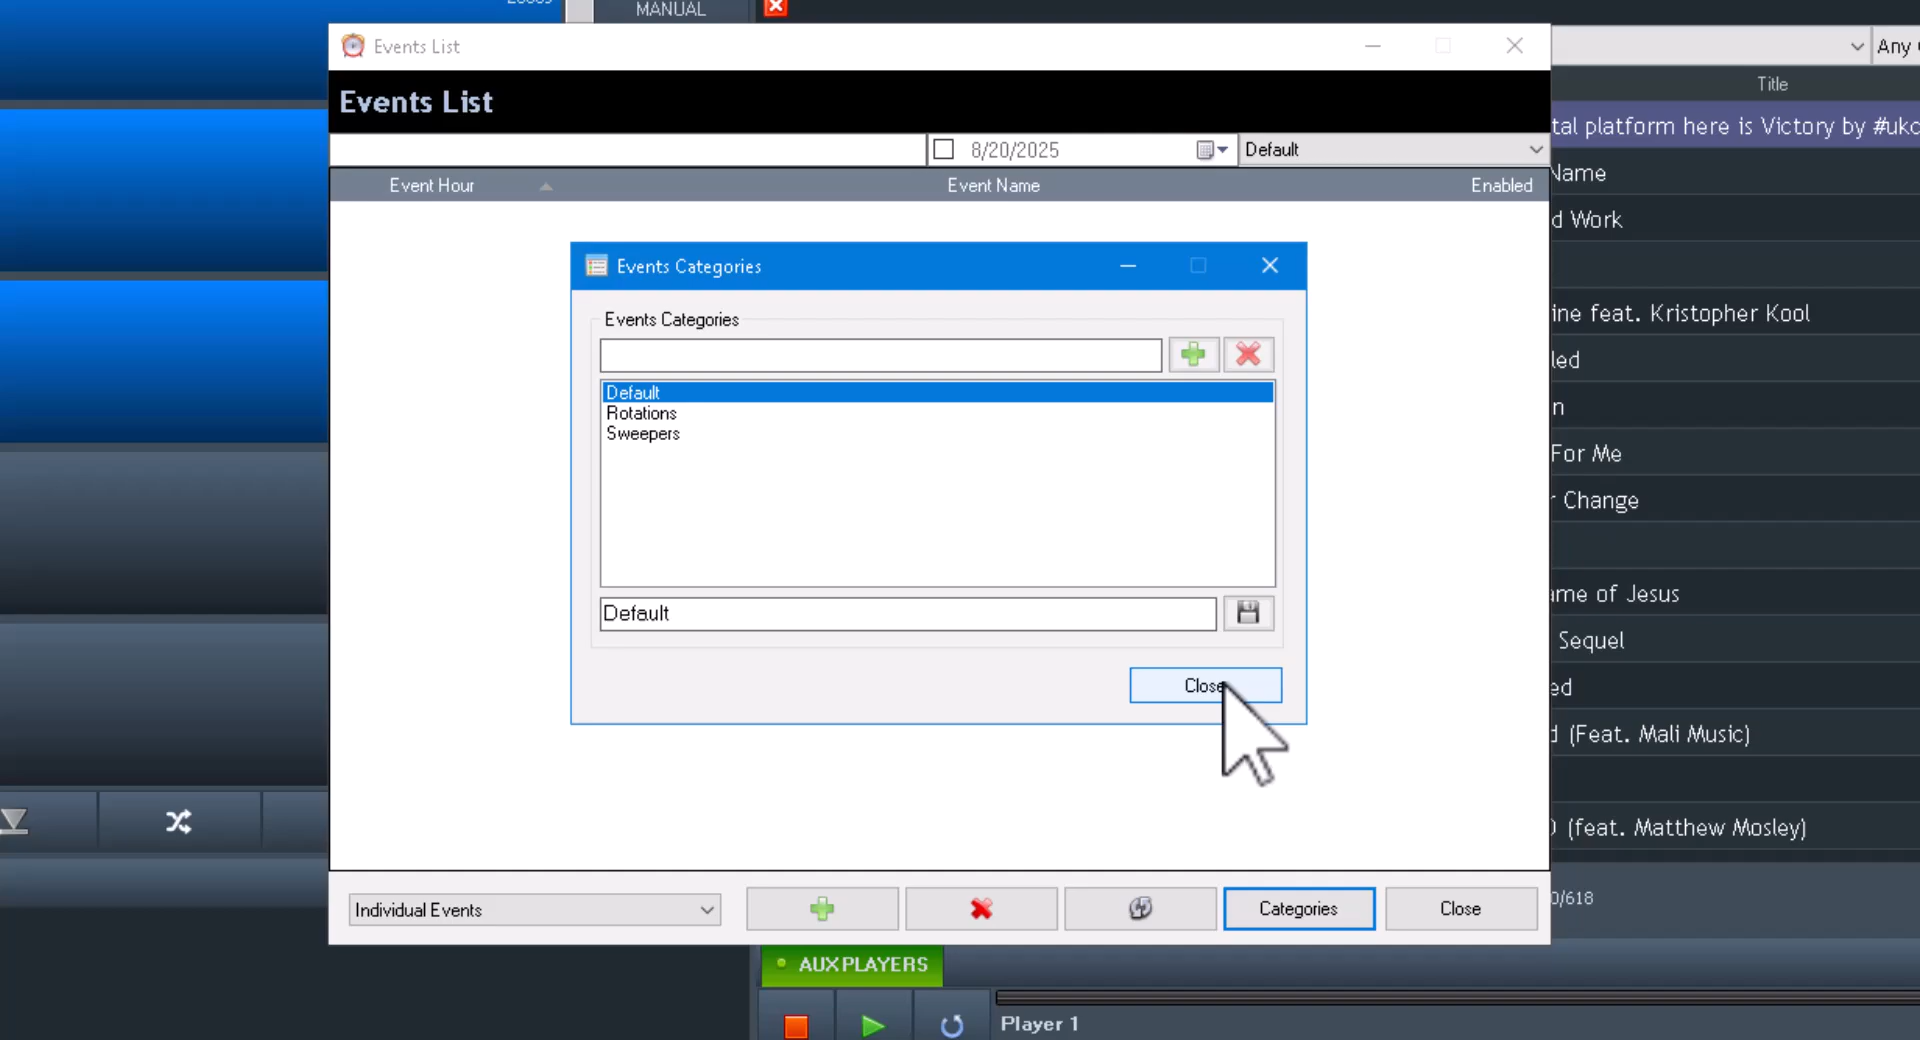 MANUAL
Events List
Any
Events List
Title
8/20/2025
Default
tal platform here is Victory by #ukc
Event Hour
Event Name
Enabled
Name
d Work
Events Categories
Events Categories
ine feat. Kristopher Kool
led
Default
Rotations
Sweepers
n
For Me
r Change
ame of Jesus
Default
Sequel
Close
ed
d (Feat. Mali Music)
(feat. Matthew Mosley)
Individual Events
Categories
Close
0/618
AUX PLAYERS
Player 1